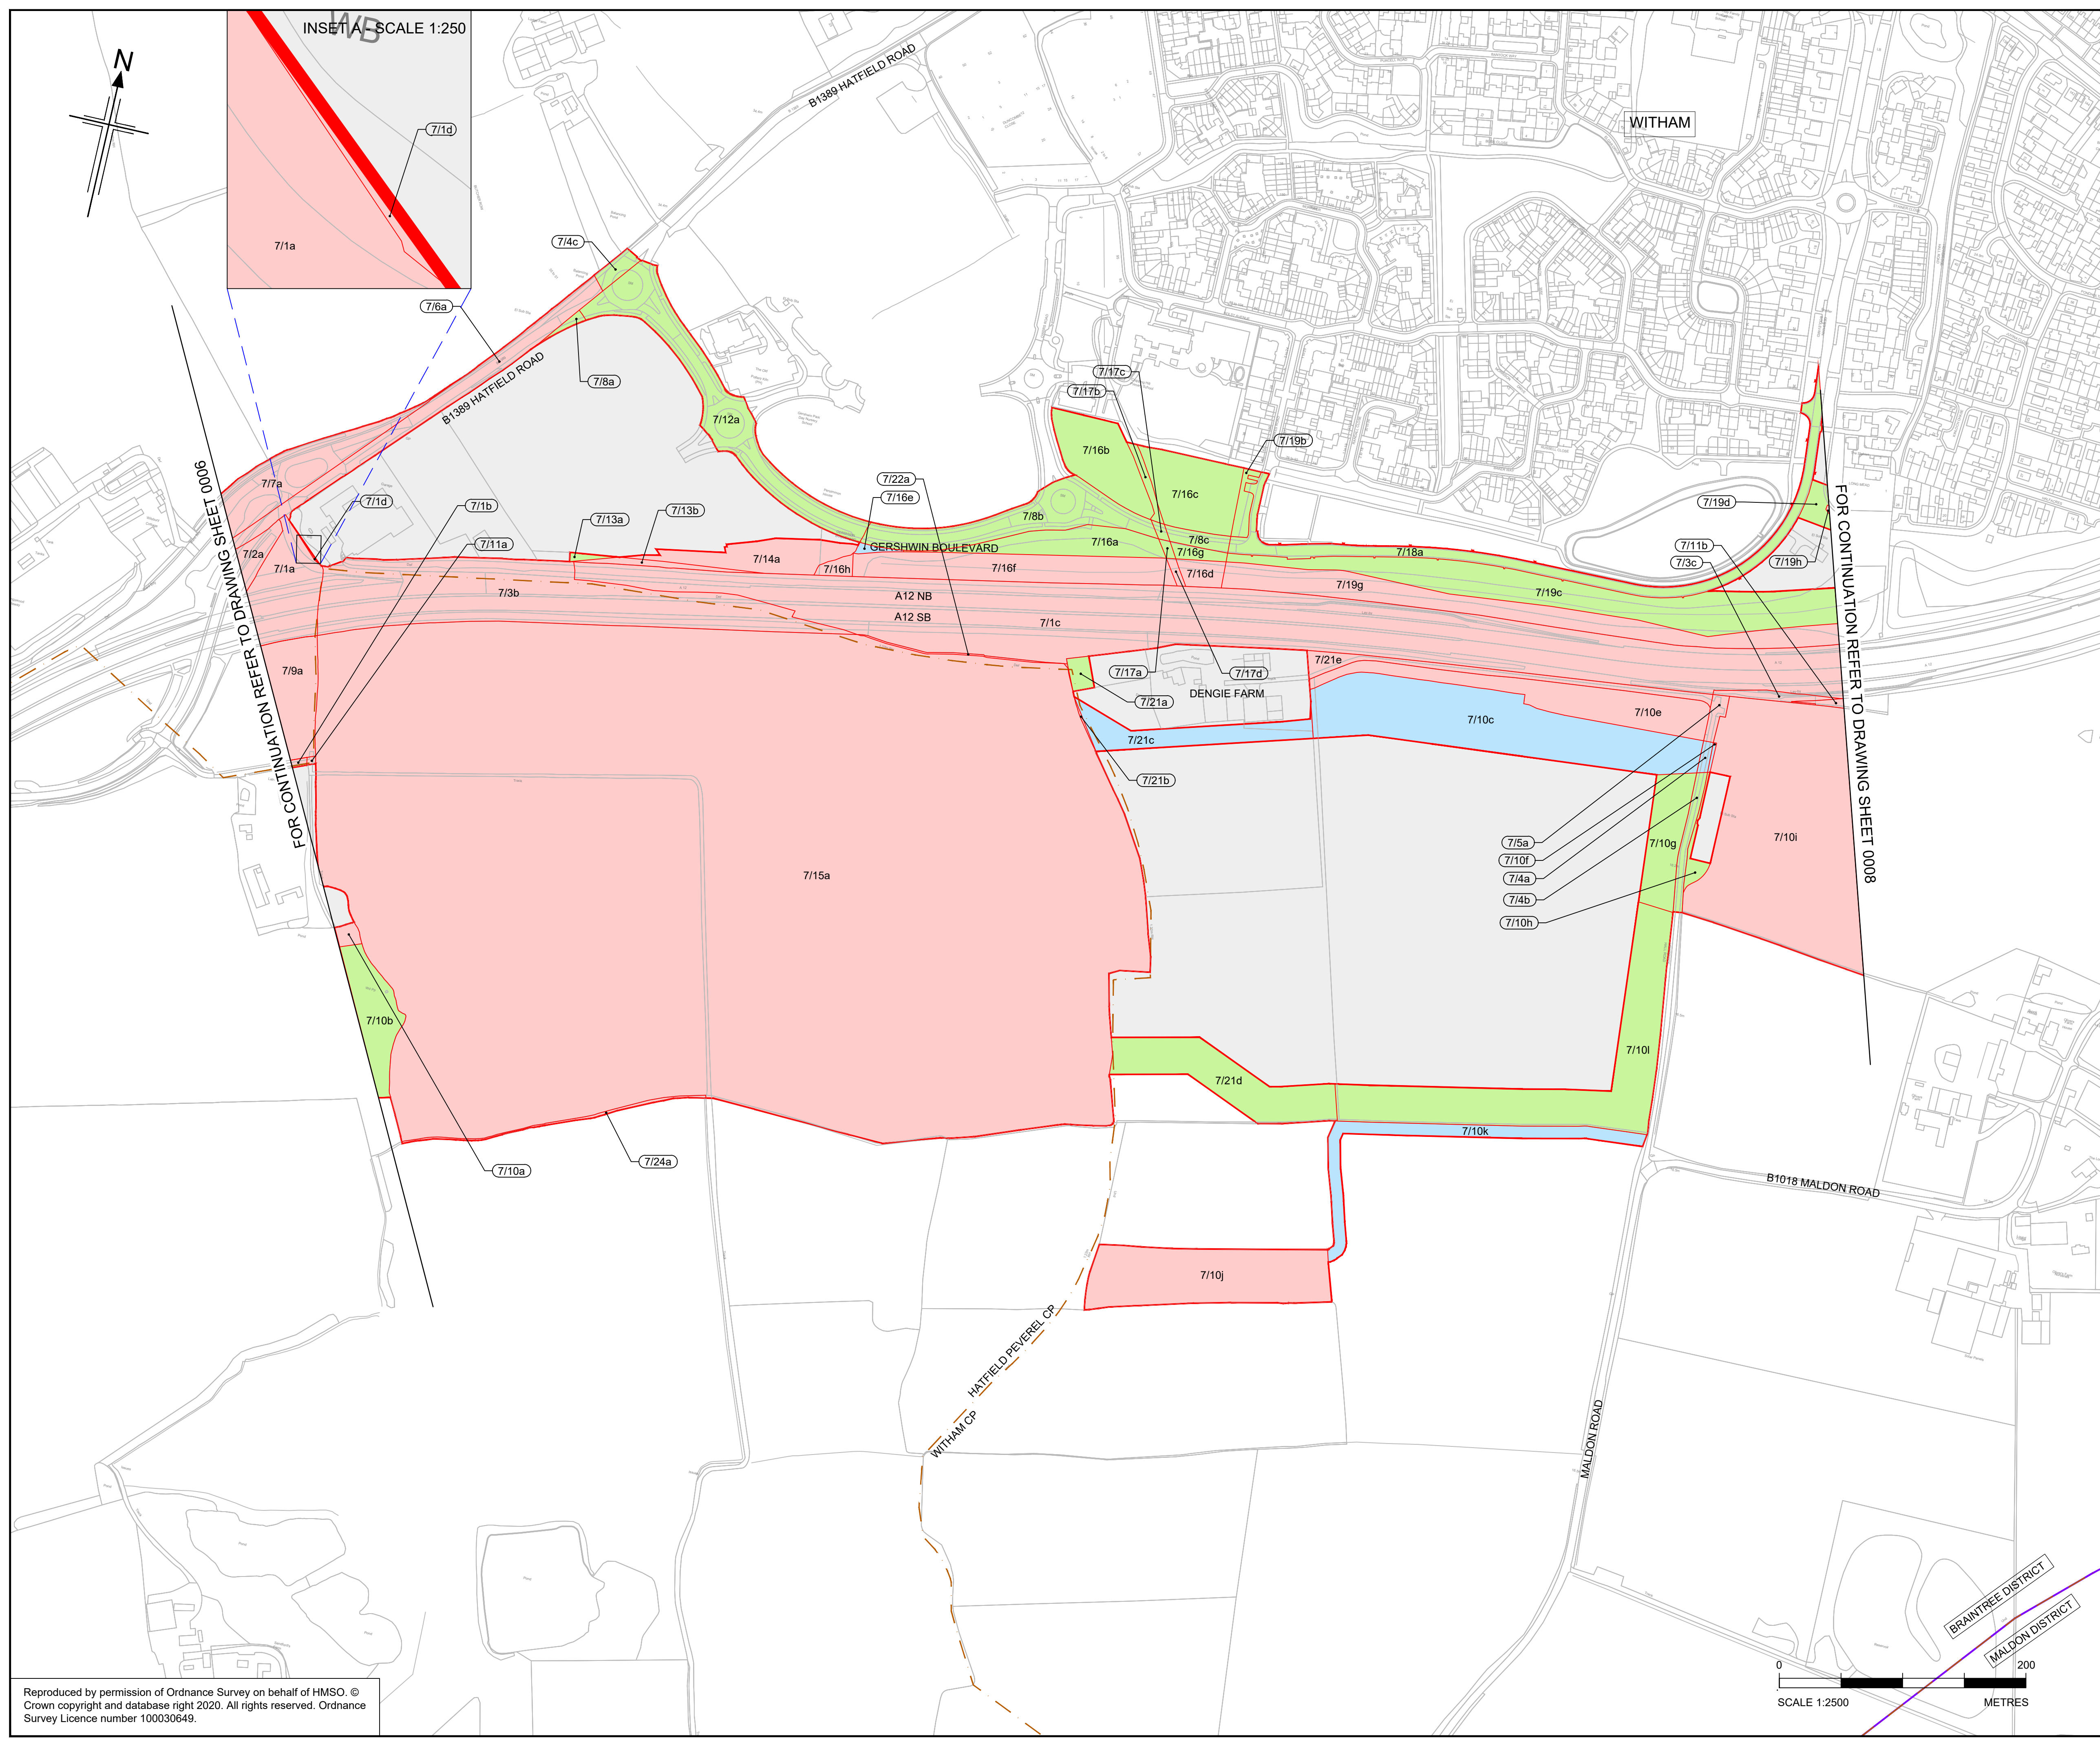 INSET A - SCALE 1:250
WB
N
7/1d
7/1a
B1389 HATFIELD ROAD
WITHAM
7/4c
7/6a
7/8a
B1389 HATFIELD ROAD
7/12a
7/17c
7/17b
7/19b
7/16b
7/16c
7/22a
7/16e
7/7a
7/1d
7/1b
7/11a
7/13a
7/13b
7/8b
7/16a
7/8c
7/16g
7/18a
7/19d
7/11b
7/3c
7/19h
GERSHWIN BOULEVARD
7/2a
7/1a
7/14a
7/16h
7/16f
7/16d
7/19g
7/19c
7/3b
A12 NB
A12 SB
7/1c
7/9a
7/17a
7/17d
7/21e
7/21a
DENGIE FARM
7/21c
7/10c
7/10e
7/21b
FOR CONTINUATION REFER TO DRAWING SHEET 0006
FOR CONTINUATION REFER TO DRAWING SHEET 0008
7/15a
7/5a
7/10f
7/4a
7/4b
7/10h
7/10g
7/10i
7/10b
7/10l
7/21d
7/10k
7/10a
7/24a
B1018 MALDON ROAD
7/10j
HATFIELD PEVEREL CP
WITHAM CP
MALDON ROAD
BRAINTREE DISTRICT
MALDON DISTRICT
0 200
SCALE 1:2500 METRES
Reproduced by permission of Ordnance Survey on behalf of HMSO. ©
Crown copyright and database right 2020. All rights reserved. Ordnance
Survey Licence number 100030649.